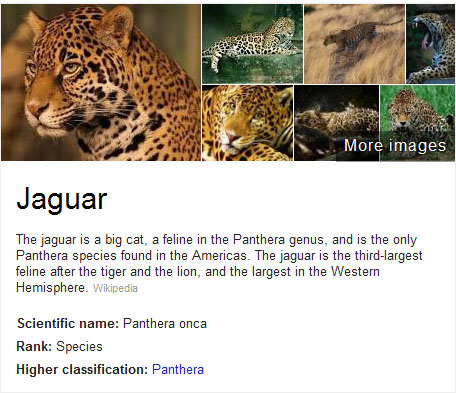 More images
Jaguar
The jaguar is a big cat, a feline in the Panthera genus, and is the only
Panthera species found in the Americas. The jaguar is the third-largest
feline after the tiger and the lion, and the largest in the Western
Hemisphere. Wikipedia
Scientific name: Panthera onca
Rank: Species
Higher classification: Panthera